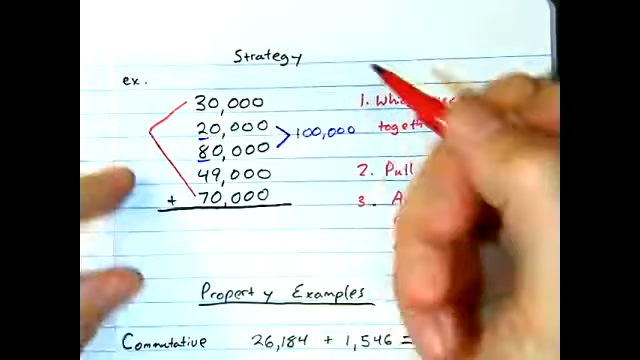 Strategy
ex.
30,000
20,000
80,000
100,000
49,000
+ 70,000
1.
together
2. Pull
3.
Property Examples
Commutative 26,184 + 1,546 =